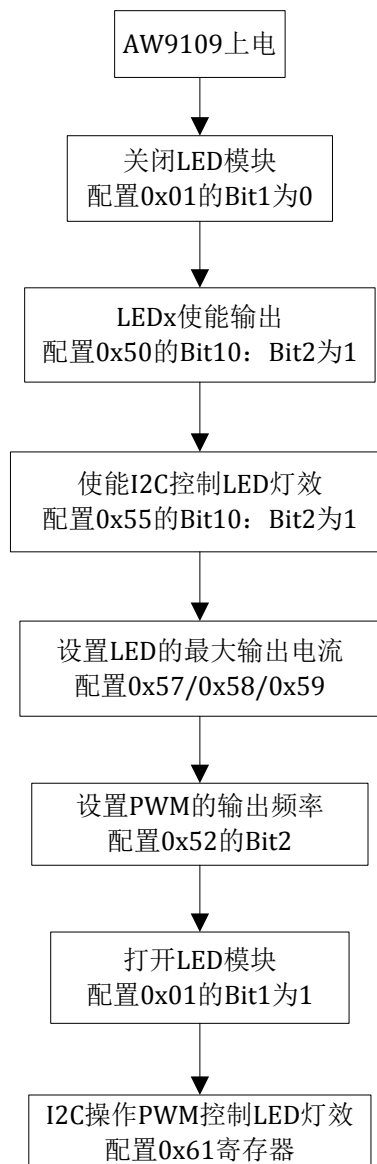 AW9109上电
关闭LED模块
配置0x01的Bit1为0
LEDx使能输出
配置0x50的Bit10：Bit2为1
使能I2C控制LED灯效
配置0x55的Bit10：Bit2为1
设置LED的最大输出电流
配置0x57/0x58/0x59
设置PWM的输出频率
配置0x52的Bit2
打开LED模块
配置0x01的Bit1为1
I2C操作PWM控制LED灯效
配置0x61寄存器